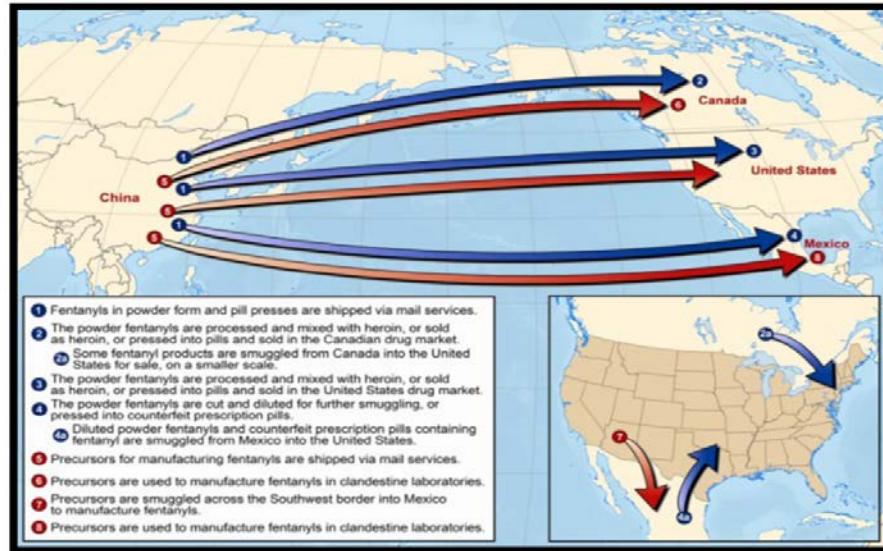 2
6
Canada
1
3
5
1
United States
China
5
1
4
5
Mexico
8
1 Fentanyls in powder form and pill presses are shipped via mail services.
2 The powder fentanyls are processed and mixed with heroin, or sold
as heroin, or pressed into pills and sold in the Canadian drug market.
2a Some fentanyl products are smuggled from Canada into the United
States for sale, on a smaller scale.
3 The powder fentanyls are processed and mixed with heroin, or sold
as heroin, or pressed into pills and sold in the United States drug market.
4 The powder fentanyls are cut and diluted for further smuggling, or
pressed into counterfeit prescription pills.
4a Diluted powder fentanyls and counterfeit prescription pills containing
fentanyl are smuggled from Mexico into the United States.
5 Precursors for manufacturing fentanyls are shipped via mail services.
6 Precursors are used to manufacture fentanyls in clandestine laboratories.
7 Precursors are smuggled across the Southwest border into Mexico
to manufacture fentanyls.
8 Precursors are used to manufacture fentanyls in clandestine laboratories.
2a
7
4a